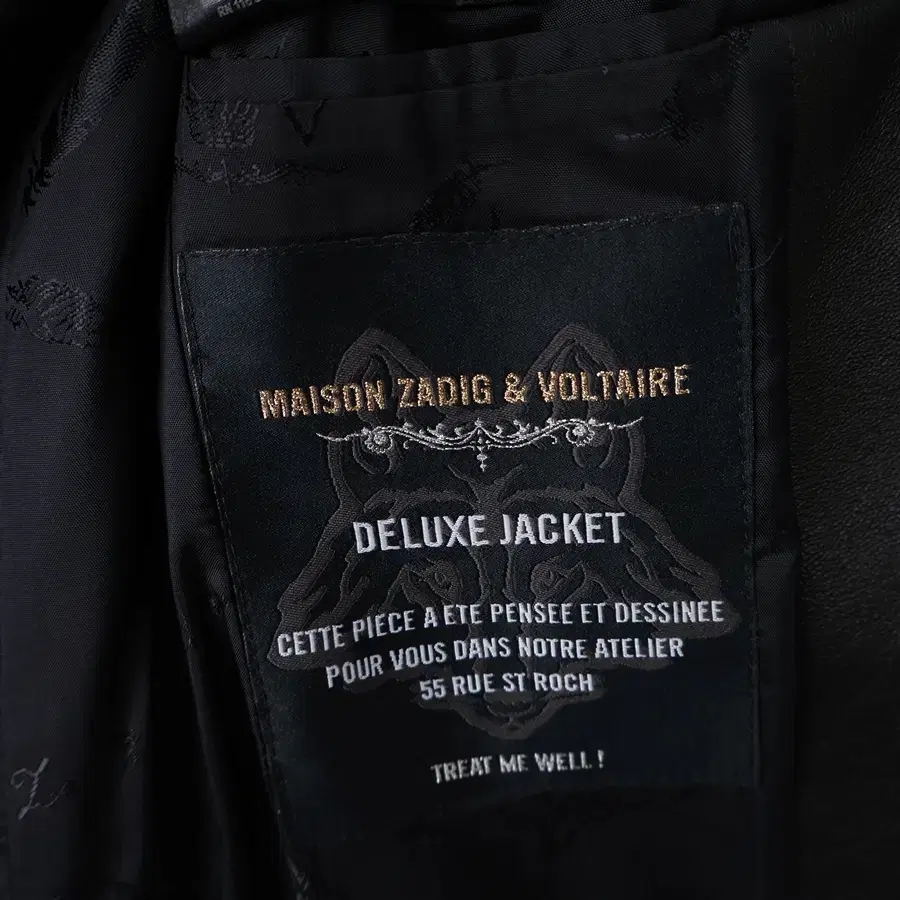 MAISON ZADIG & VOLTAIRE
DELUXE JACKET
CETTE PIECE A ETE PENSEE ET DESSINEE
POUR VOUS DANS NOTRE ATELIER
55 RUE ST ROCH
TREAT ME WELL !